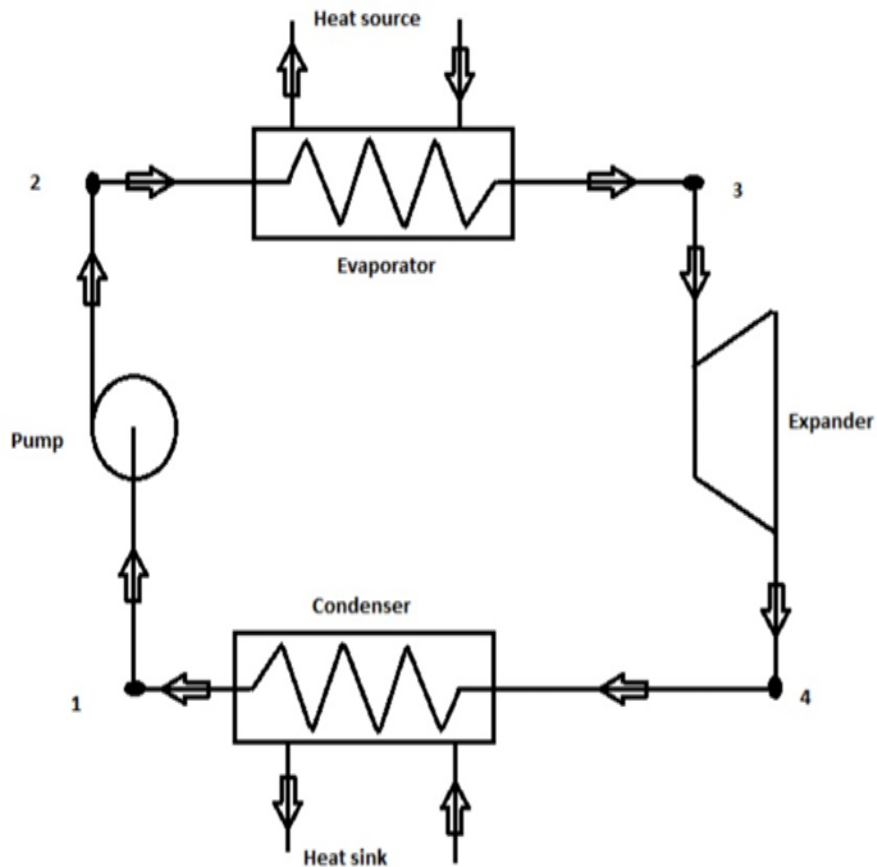 Heat source
2
3
Evaporator
Pump
Expander
Condenser
1
4
Heat sink